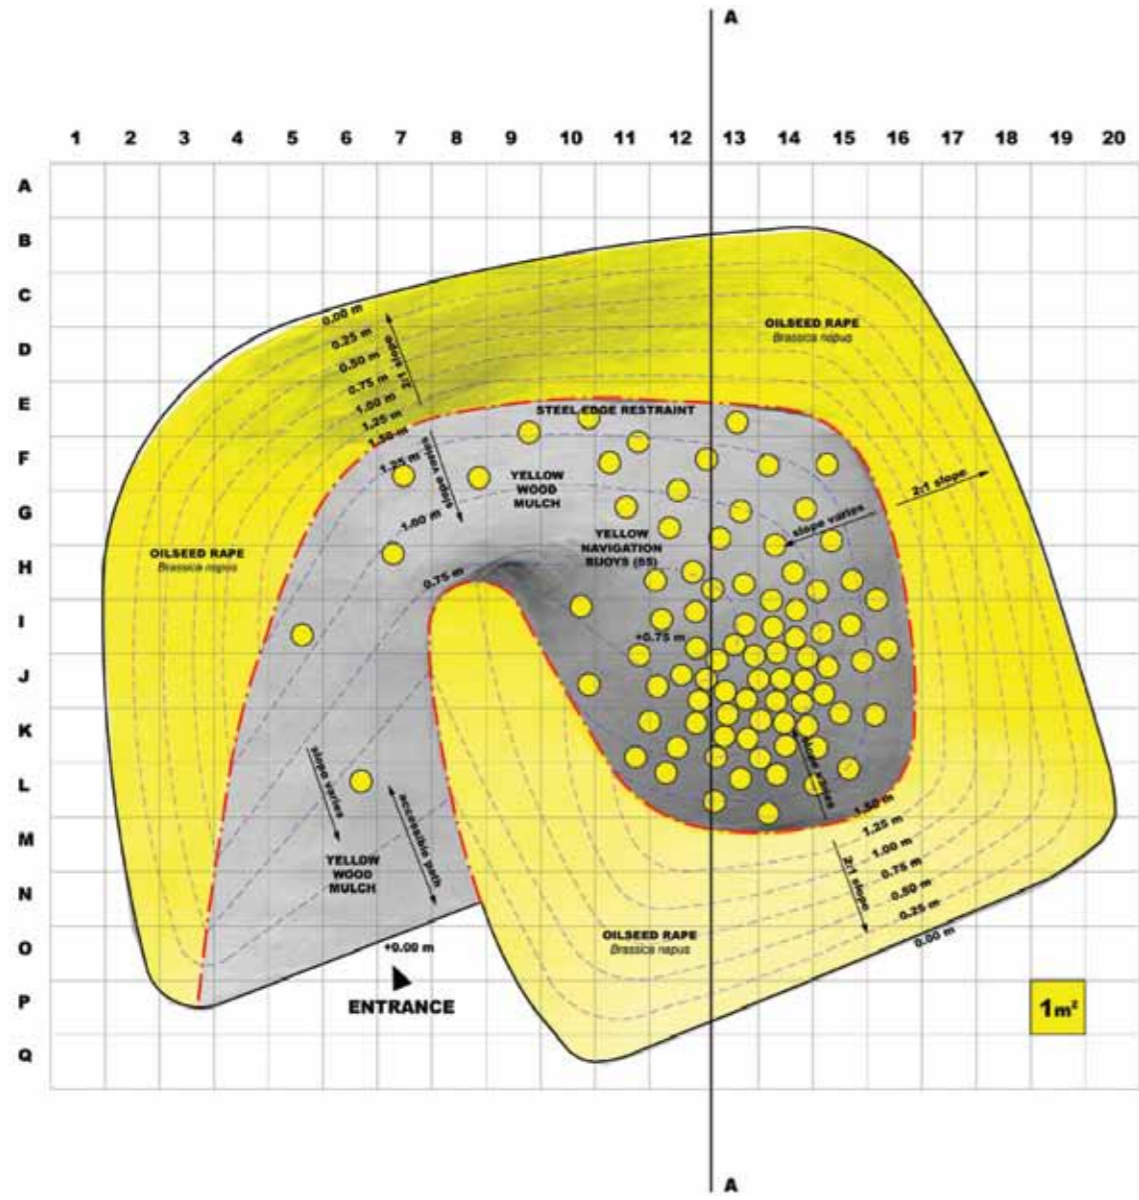 A
1 2 3 4 5 6 7 8 9 10 11 12 13 14 15 16 17 18 19 20
A
B
C
D
E
F
G
H
I
J
K
L
M
N
O
P
Q
0.00 m
0.25 m
0.50 m
0.75 m
1.00 m
1.25 m
1.50 m
2:1 slope
OILSEED RAPE
Brassica napus
STEEL EDGE RESTRAINT
1.25 m
1.00 m
0.75 m
slope varies
YELLOW
WOOD
MULCH
2:1 slope
slope varies
YELLOW
NAVIGATION
BUOYS (85)
OILSEED RAPE
Brassica napus
+0.75 m
slope varies
accessible path
YELLOW
WOOD
MULCH
slope varies
1.50 m
1.25 m
1.00 m
0.75 m
0.50 m
0.25 m
0.00 m
2:1 slope
OILSEED RAPE
Brassica napus
+0.00 m
ENTRANCE
1m²
A